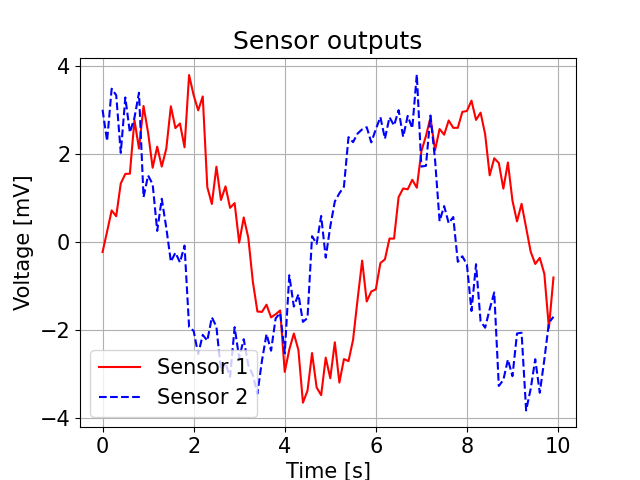 Sensor outputs
Voltage [mV]
4
2
0
−2
−4
Sensor 1
Sensor 2
0 2 4 6 8 10
Time [s]